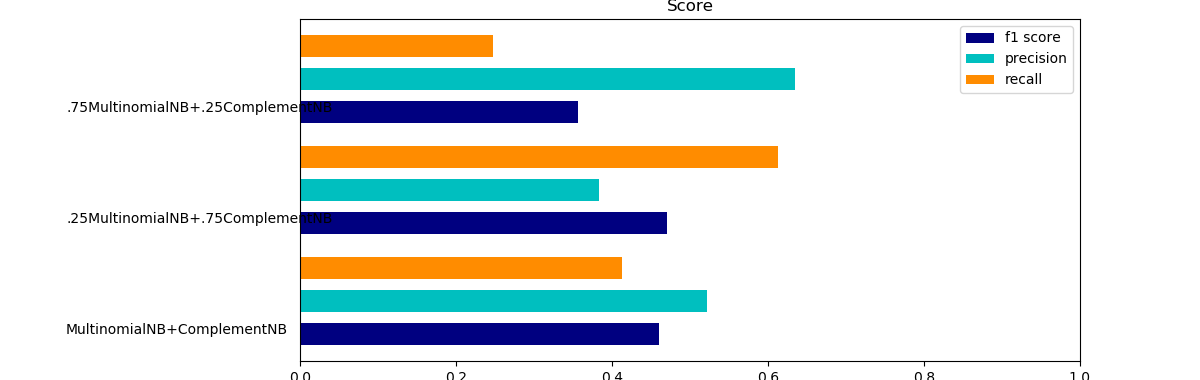 Score
f1 score
precision
recall
.75MultinomialNB+.25ComplementNB
.25MultinomialNB+.75ComplementNB
MultinomialNB+ComplementNB
0.0 0.2 0.4 0.6 0.8 1.0